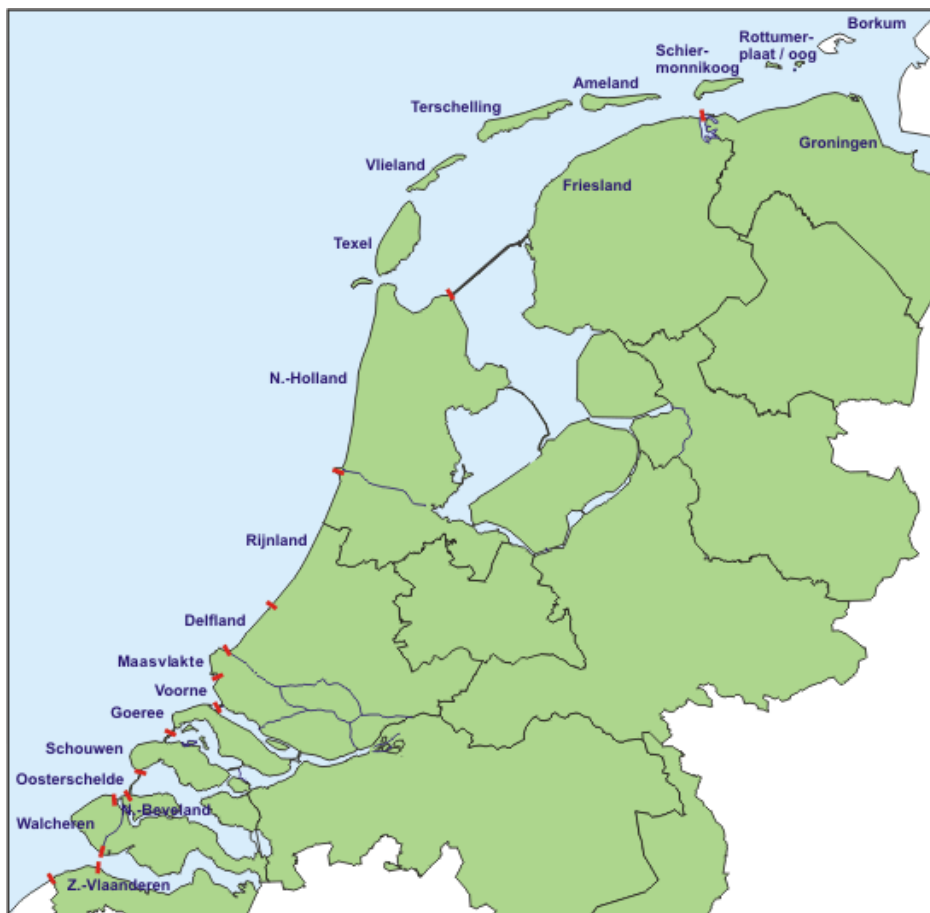 Borkum
Rottumer-
plaat / oog
Schier-
monnikoog
Ameland
Terschelling
Groningen
Vlieland
Friesland
Texel
N.-Holland
Rijnland
Delfland
Maasvlakte
Voorne
Goeree
Schouwen
Oosterschelde
N.-Beveland
Walcheren
Z.-Vlaanderen